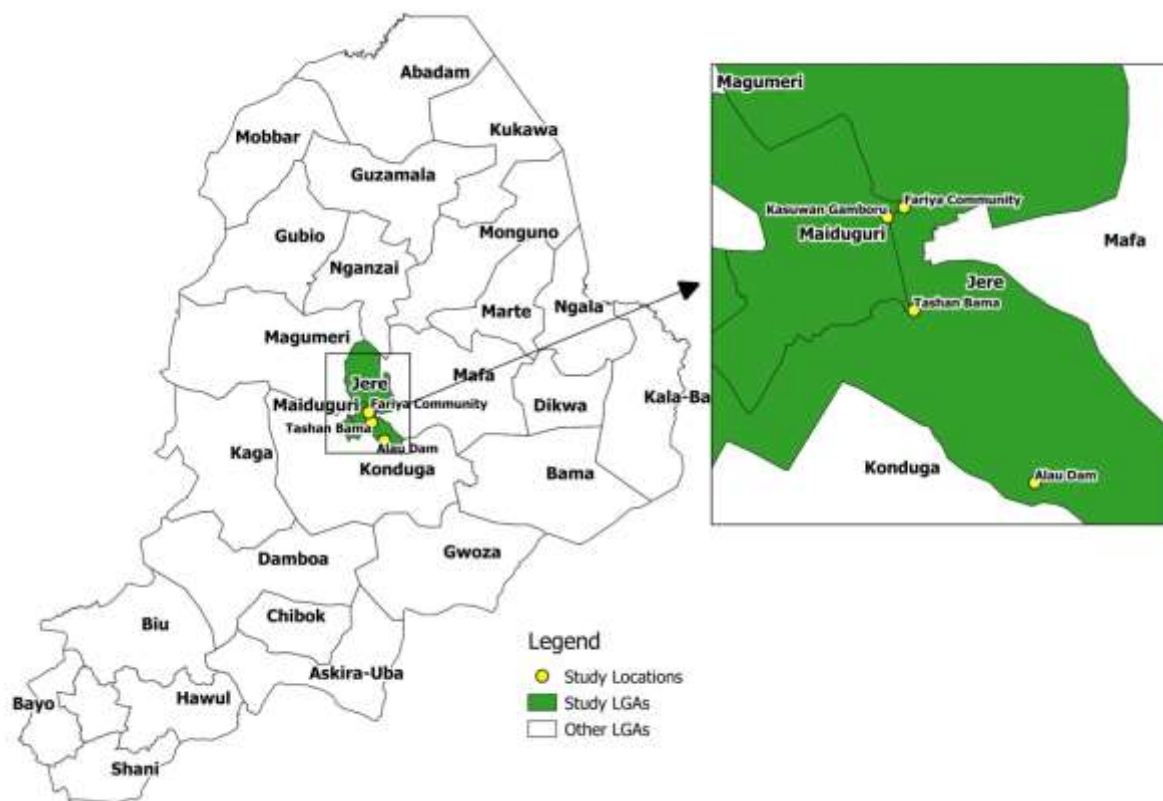 Abadam
Mobbar
Kukawa
Guzamala
Gubio
Monguno
Nganzai
Marte
Ngala
Magumeri
Jere
Mafa
Maiduguri
Fariya Community
Dikwa
Kala-Ba
Tashan Bama
Alau Dam
Kaga
Konduga
Bama
Damboa
Gwoza
Biu
Chibok
Askira-Uba
Bayo
Hawul
Shani
Magumeri
Fariya Community
Kasuwan Gamboru
Maiduguri
Mafa
Jere
Tashan Bama
Konduga
Alau Dam
Legend
Study Locations
Study LGAs
Other LGAs